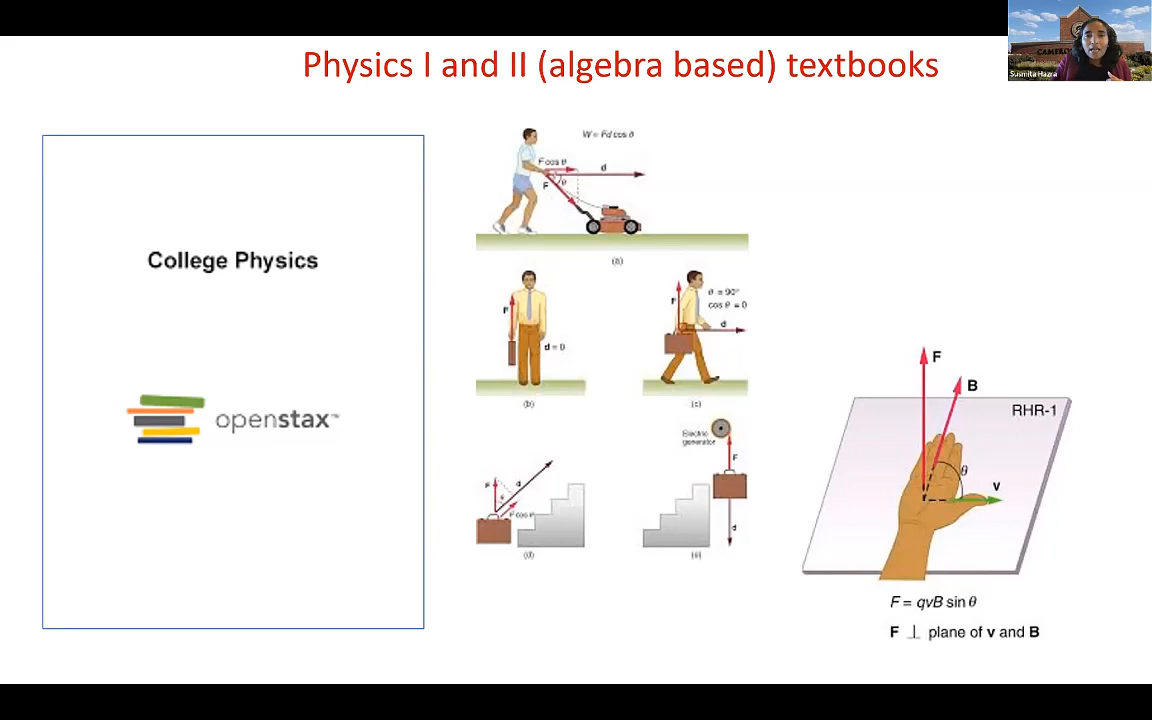 Physics I and II (algebra based) textbooks
Susmita Hazra
College Physics
openstax™
W = Fd cos θ
F cos θ
d
F
θ
(a)
F
d = 0
(b)
θ = 90°
cos θ = 0
F
d
(c)
F
d
θ
F cos θ
(d)
Electric
generator
F
d
(e)
F
B
RHR-1
θ
v
F = qvB sin θ
F ⊥ plane of v and B